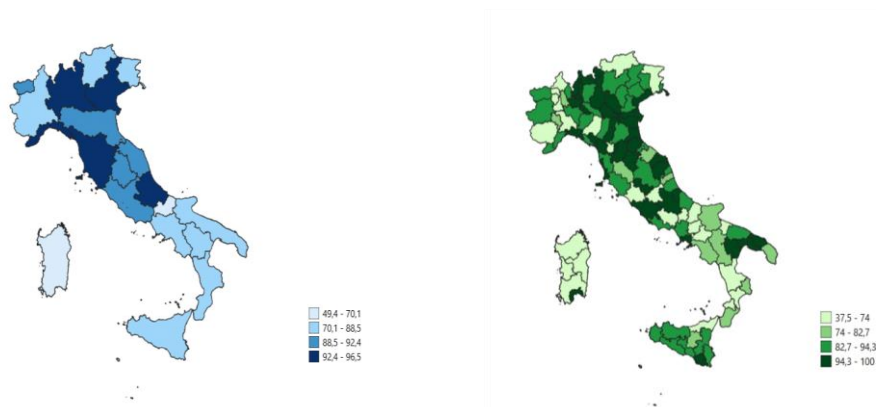 49,4 - 70,1
70,1 - 88,5
88,5 - 92,4
92,4 - 96,5
37,5 - 74
74 - 82,7
82,7 - 94,3
94,3 - 100